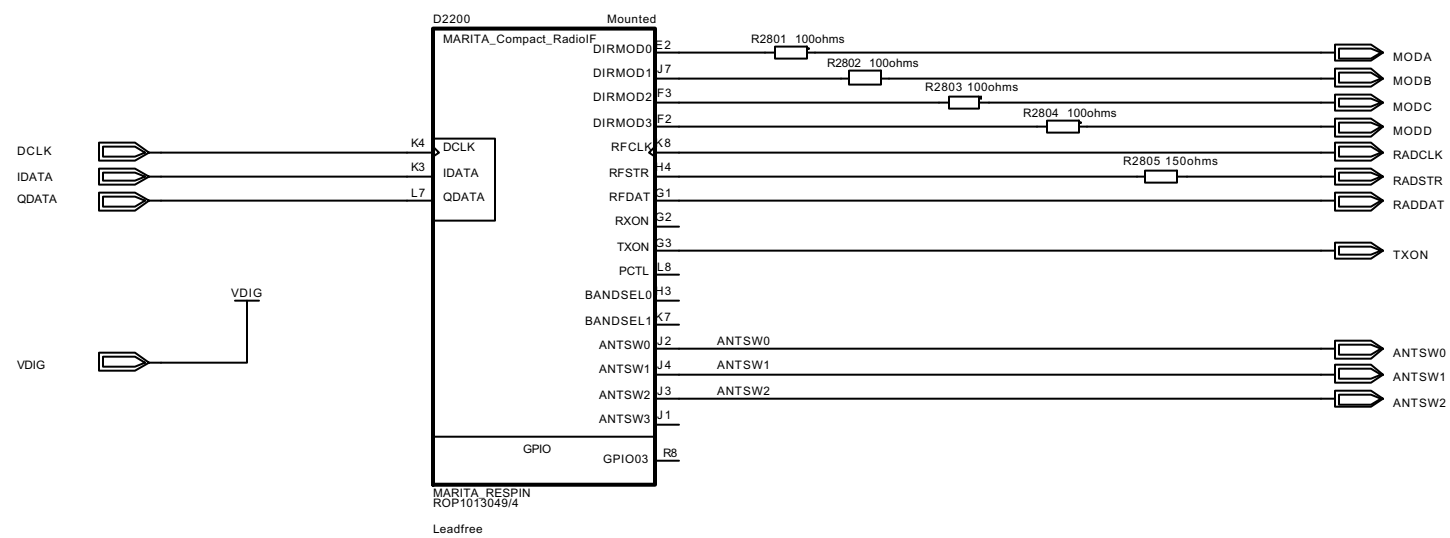 D2200 Mounted
MARITA_Compact_RadioIF
DIRMOD0 E2 R2801 100ohms MODA
DIRMOD1 J7 R2802 100ohms MODB
DIRMOD2 F3 R2803 100ohms MODC
DIRMOD3 F2 R2804 100ohms MODD
DCLK K4 DCLK RFCLK K8 RADCLK
IDATA K3 IDATA RFSTR H4 R2805 150ohms RADSTR
QDATA L7 QDATA RFDAT G1 RADDAT
RXON G2
TXON G3 TXON
PCTL L8
VDIG BANDSEL0 H3
BANDSEL1 K7
ANTSW0 J2 ANTSW0 ANTSW0
VDIG ANTSW1 J4 ANTSW1 ANTSW1
ANTSW2 J3 ANTSW2 ANTSW2
ANTSW3 J1
GPIO
GPIO03 R8
MARITA_RESPIN
ROP1013049/4
Leadfree